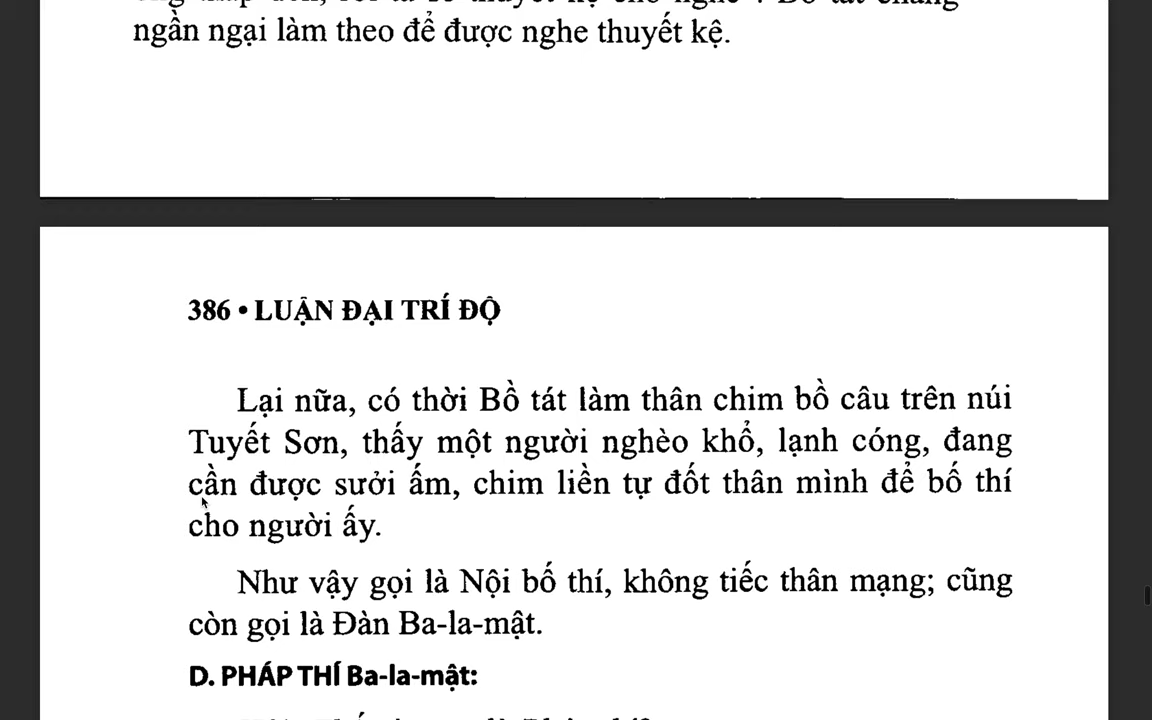 ngần ngại làm theo để được nghe thuyết kệ.
386 • LUẬN ĐẠI TRÍ ĐỘ
Lại nữa, có thời Bồ tát làm thân chim bồ câu trên núi
Tuyết Sơn, thấy một người nghèo khổ, lạnh cóng, đang
cần được sưởi ấm, chim liền tự đốt thân mình để bố thí
cho người ấy.
Như vậy gọi là Nội bố thí, không tiếc thân mạng; cũng
còn gọi là Đàn Ba-la-mật.
D. PHÁP THÍ Ba-la-mật: